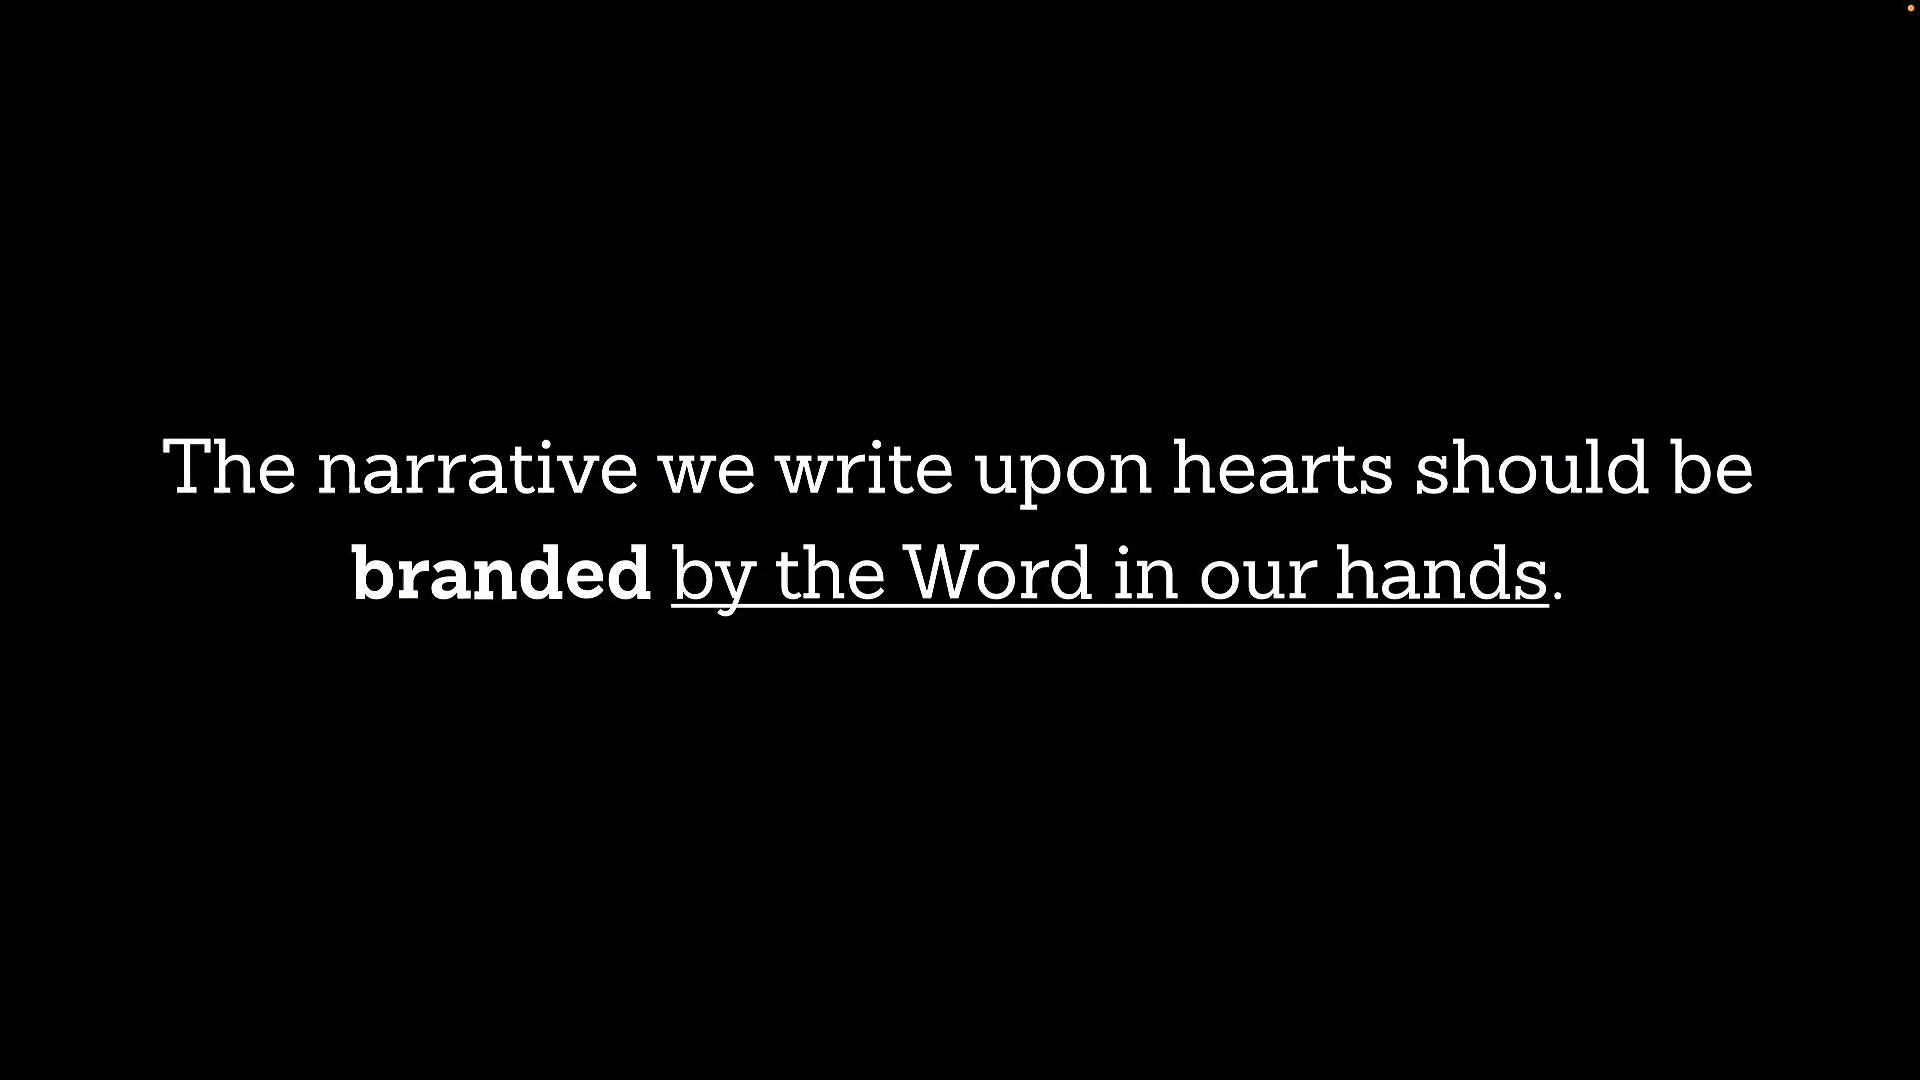 The narrative we write upon hearts should be
branded by the Word in our hands.